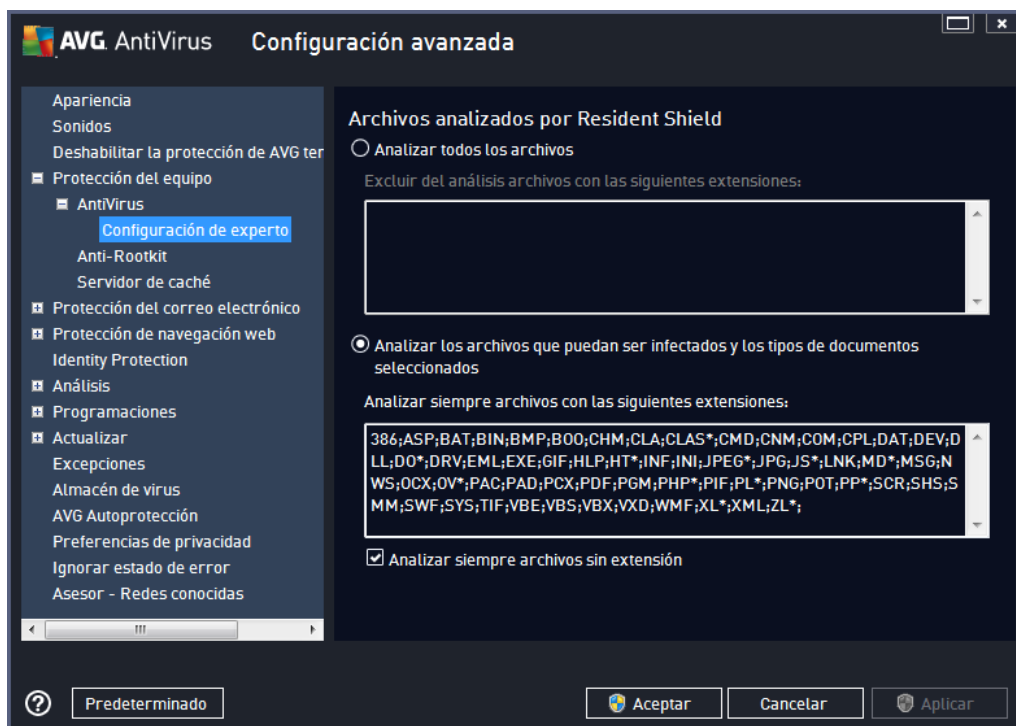 AVG. AntiVirus Configuración avanzada
Apariencia
Sonidos
Deshabilitar la protección de AVG ter
Protección del equipo
AntiVirus
Configuración de experto
Anti-Rootkit
Servidor de caché
Protección del correo electrónico
Protección de navegación web
Identity Protection
Análisis
Programaciones
Actualizar
Excepciones
Almacén de virus
AVG Autoprotección
Preferencias de privacidad
Ignorar estado de error
Asesor - Redes conocidas
Archivos analizados por Resident Shield
Analizar todos los archivos
Excluir del análisis archivos con las siguientes extensiones:
Analizar los archivos que puedan ser infectados y los tipos de documentos
seleccionados
Analizar siempre archivos con las siguientes extensiones:
386;ASP;BAT;BIN;BMP;BOO;CHM;CLA;CLAS*;CMD;CNM;COM;CPL;DAT;DEV;D
LL;DO*;DRV;EML;EXE;GIF;HLP;HT*;INF;INI;JPEG*;JPG;JS*;LNK;MD*;MSG;N
WS;OCX;OV*;PAC;PAD;PCX;PDF;PGM;PHP*;PIF;PL*;PNG;POT;PP*;SCR;SHS;S
MM;SWF;SYS;TIF;VBE;VBS;VBX;VXD;WMF;XL*;XML;ZL*;
Analizar siempre archivos sin extensión
Predeterminado
Aceptar
Cancelar
Aplicar